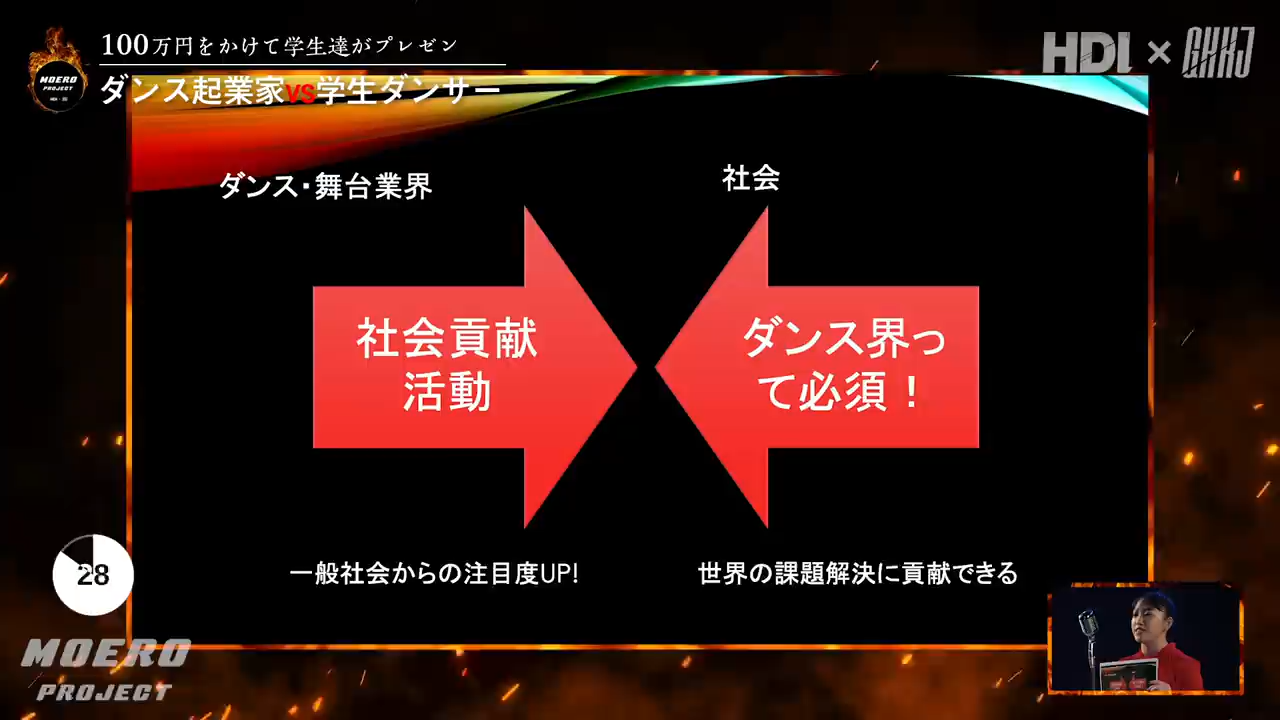 100万円をかけて学生達がプレゼン
ダンス起業家vs学生ダンサー
MOERO
PROJECT
HDI × GKKJ
ダンス・舞台業界
社会
社会貢献
活動
ダンス界っ
て必須！
一般社会からの注目度UP!
世界の課題解決に貢献できる
28
MOERO
PROJECT